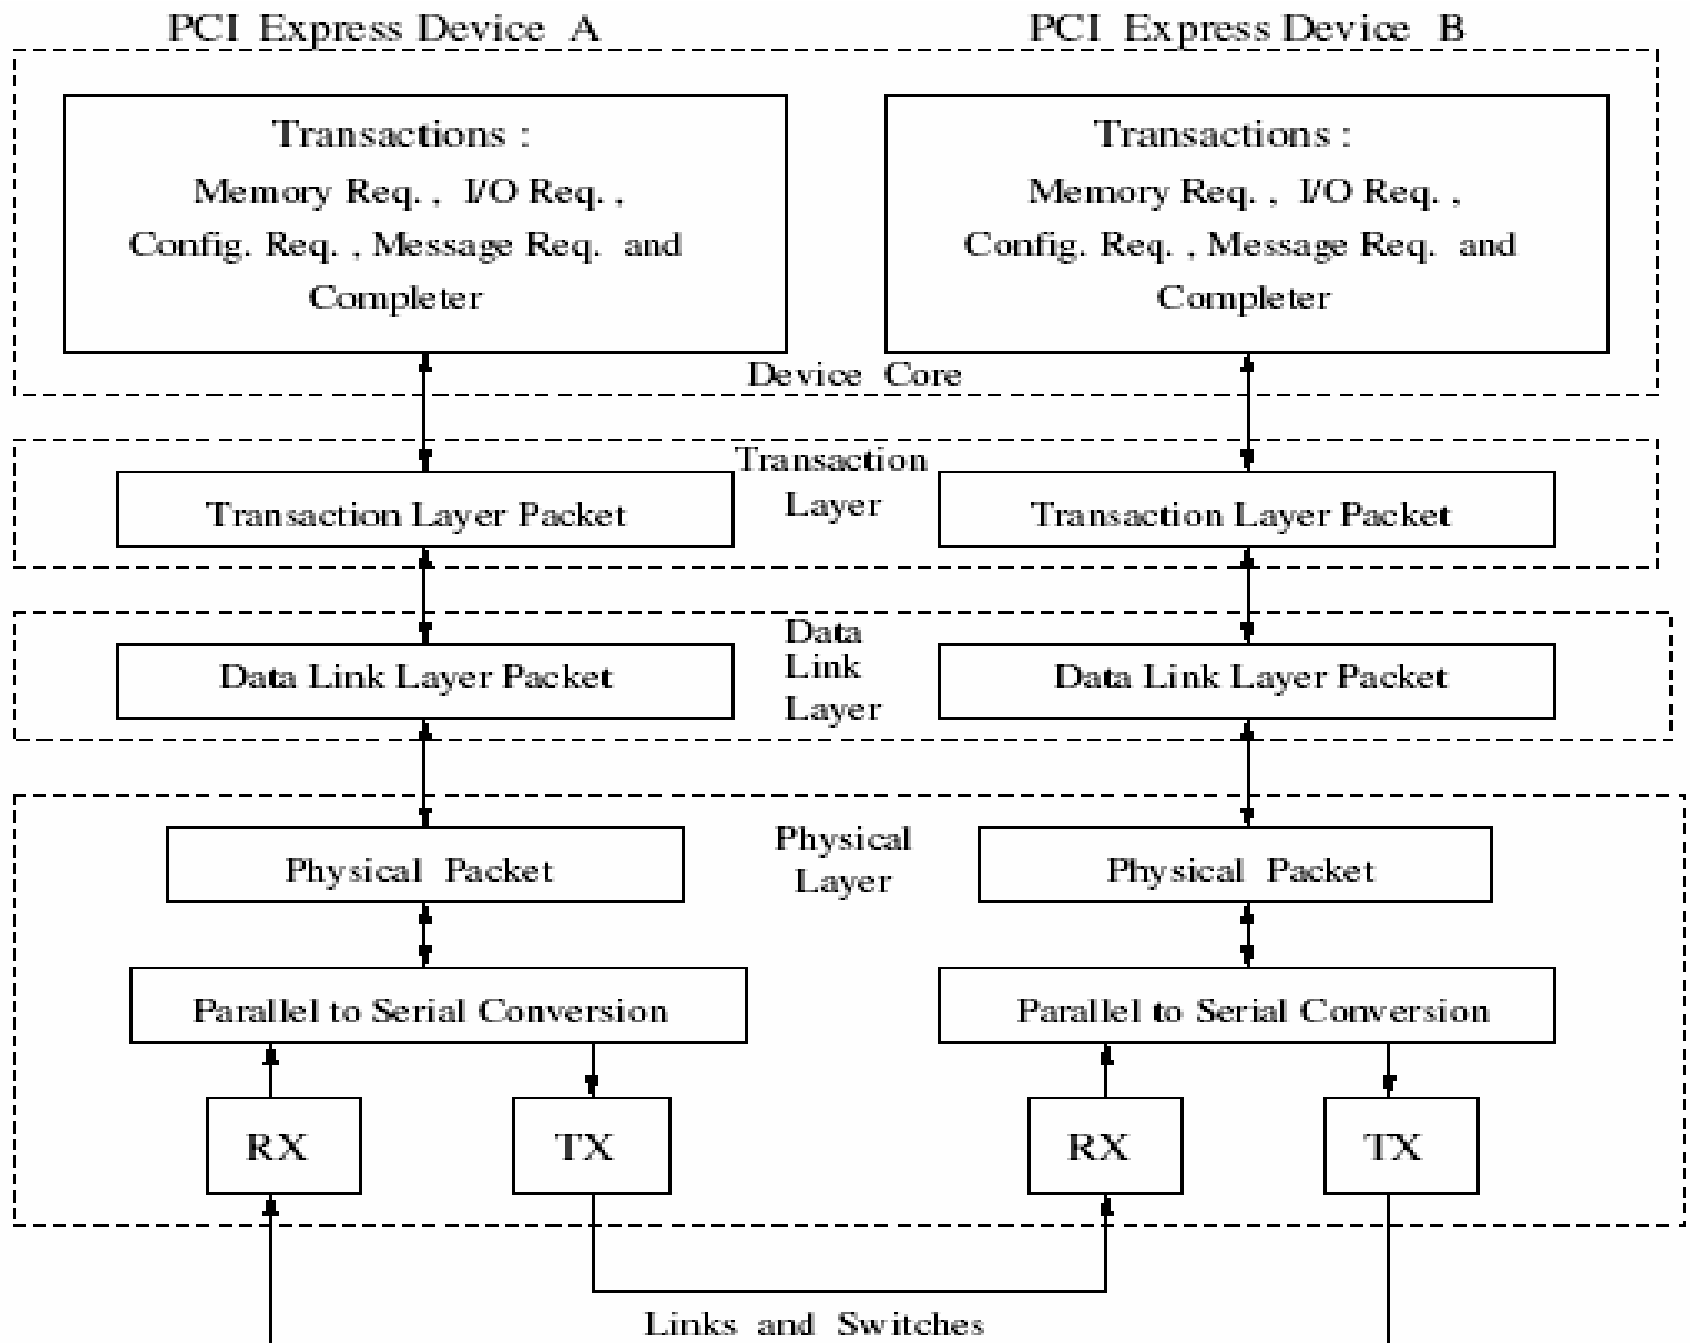 PCI Express Device A
PCI Express Device B
Transactions :
Memory Req. , I/O Req. ,
Config. Req. , Message Req. and
Completer
Transactions :
Memory Req. , I/O Req. ,
Config. Req. , Message Req. and
Completer
Device Core
Transaction
Layer
Transaction Layer Packet
Transaction Layer Packet
Data
Link
Layer
Data Link Layer Packet
Data Link Layer Packet
Physical
Layer
Physical Packet
Physical Packet
Parallel to Serial Conversion
Parallel to Serial Conversion
RX
TX
RX
TX
Links and Switches